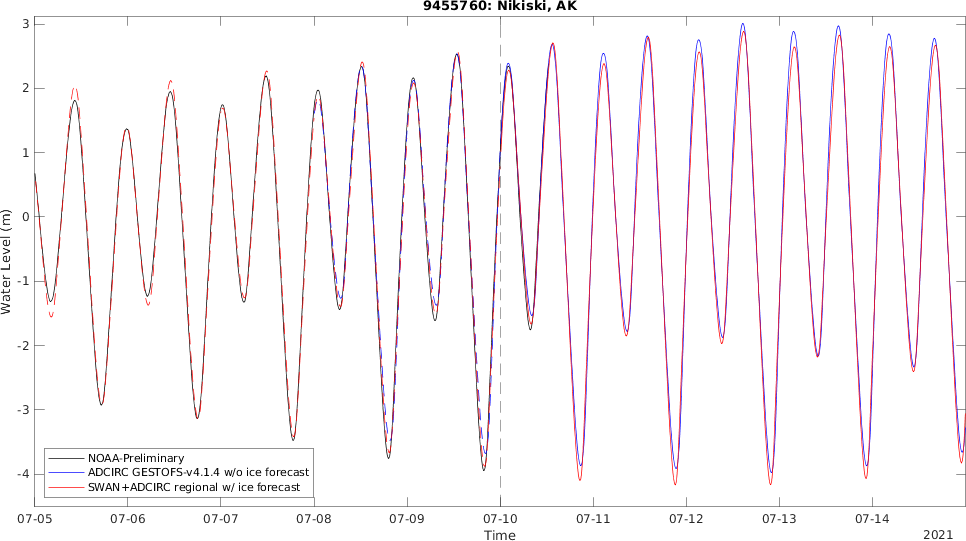 9455760: Nikiski, AK
3
2
1
0
-1
-2
-3
-4
Water Level (m)
NOAA-Preliminary
ADCIRC GESTOFS-v4.1.4 w/o ice forecast
SWAN+ADCIRC regional w/ ice forecast
07-05 07-06 07-07 07-08 07-09 07-10 07-11 07-12 07-13 07-14
Time
2021